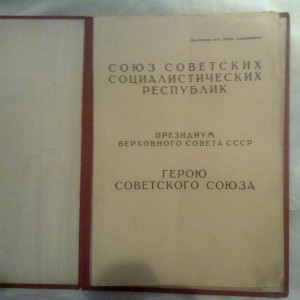 СОЮЗ СОВЕТСКИХ
СОЦИАЛИСТИЧЕСКИХ
РЕСПУБЛИК
ПРЕЗИДИУМ
ВЕРХОВНОГО СОВЕТА СССР
ГЕРОЮ
СОВЕТСКОГО СОЮЗА